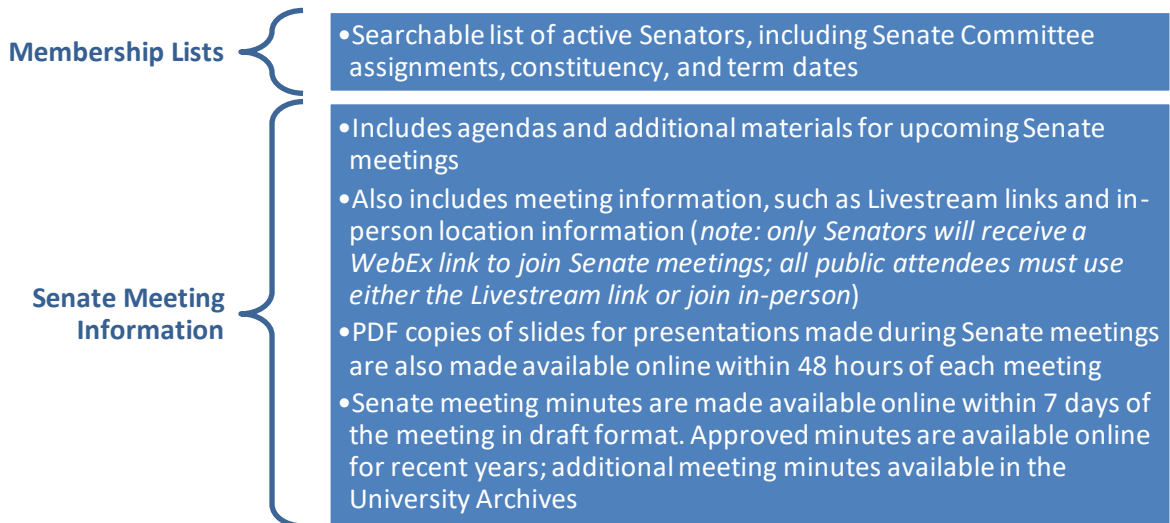 Membership Lists
•Searchable list of active Senators, including Senate Committee
assignments, constituency, and term dates
Senate Meeting
Information
•Includes agendas and additional materials for upcoming Senate
meetings
•Also includes meeting information, such as Livestream links and in-
person location information (note: only Senators will receive a
WebEx link to join Senate meetings; all public attendees must use
either the Livestream link or join in-person)
•PDF copies of slides for presentations made during Senate meetings
are also made available online within 48 hours of each meeting
•Senate meeting minutes are made available online within 7 days of
the meeting in draft format. Approved minutes are available online
for recent years; additional meeting minutes available in the
University Archives